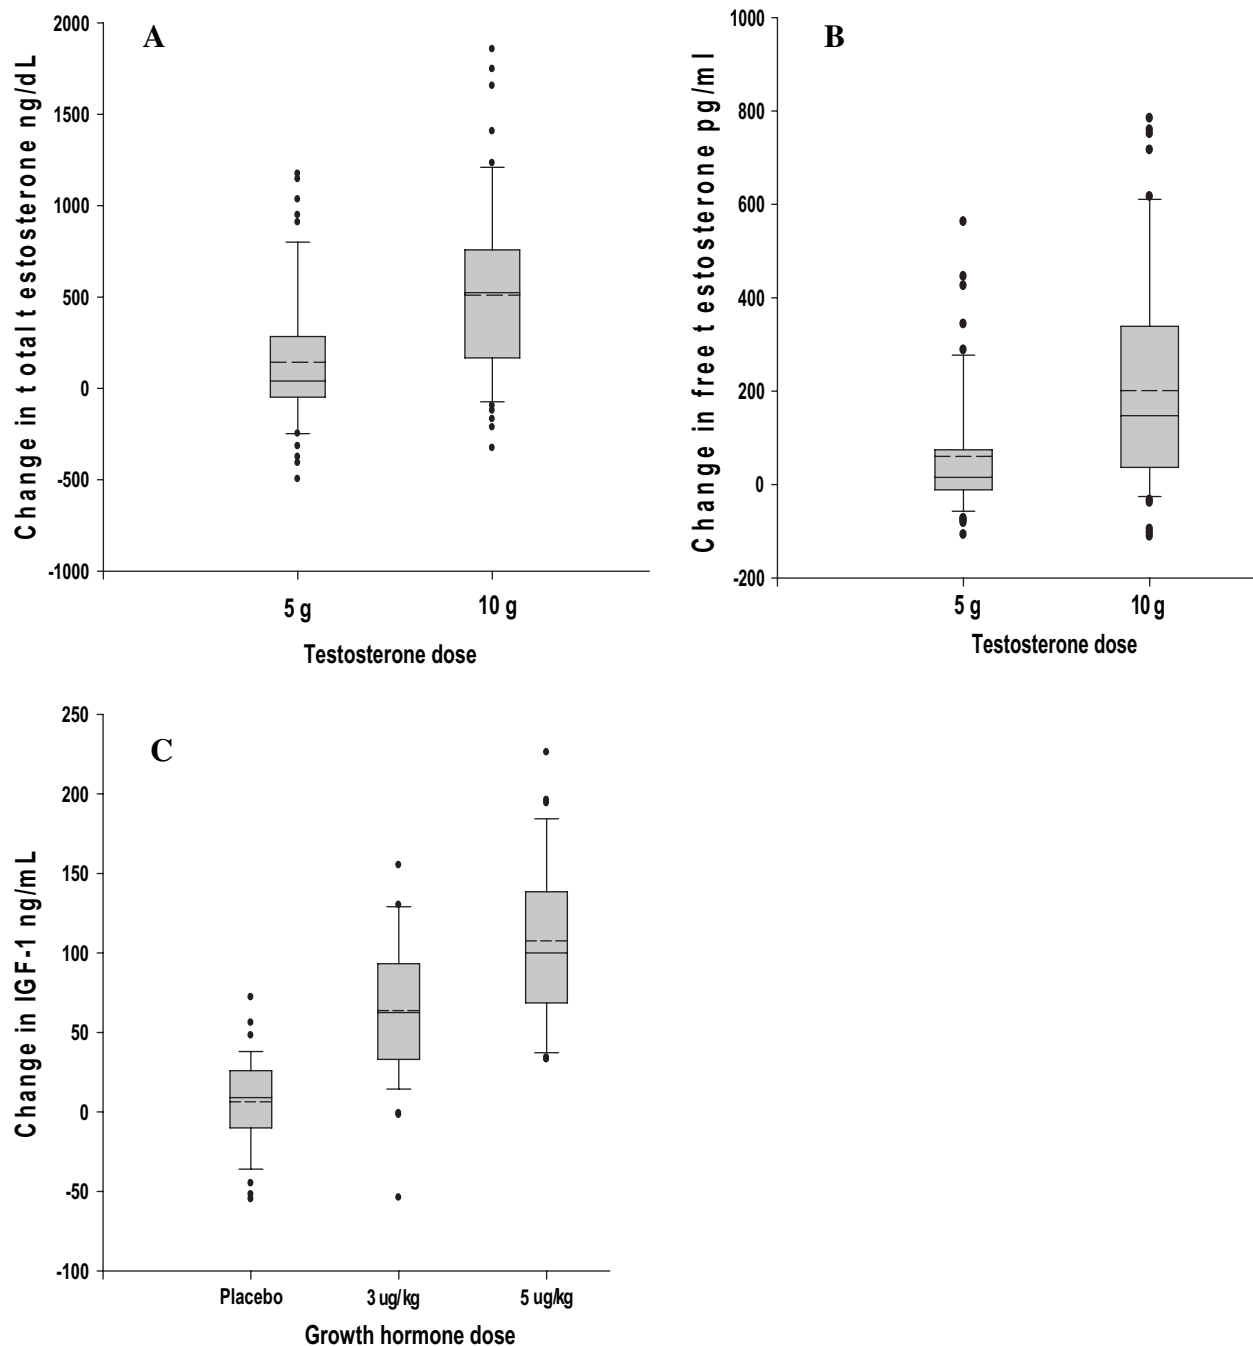 A
Change in total testosterone ng/dL
2000
1500
1000
500
0
-500
-1000
5 g
10 g
Testosterone dose
B
Change in free testosterone pg/ml
1000
800
600
400
200
0
-200
5 g
10 g
Testosterone dose
C
Change in IGF-1 ng/mL
250
200
150
100
50
0
-50
-100
Placebo
3 ug/kg
5 ug/kg
Growth hormone dose